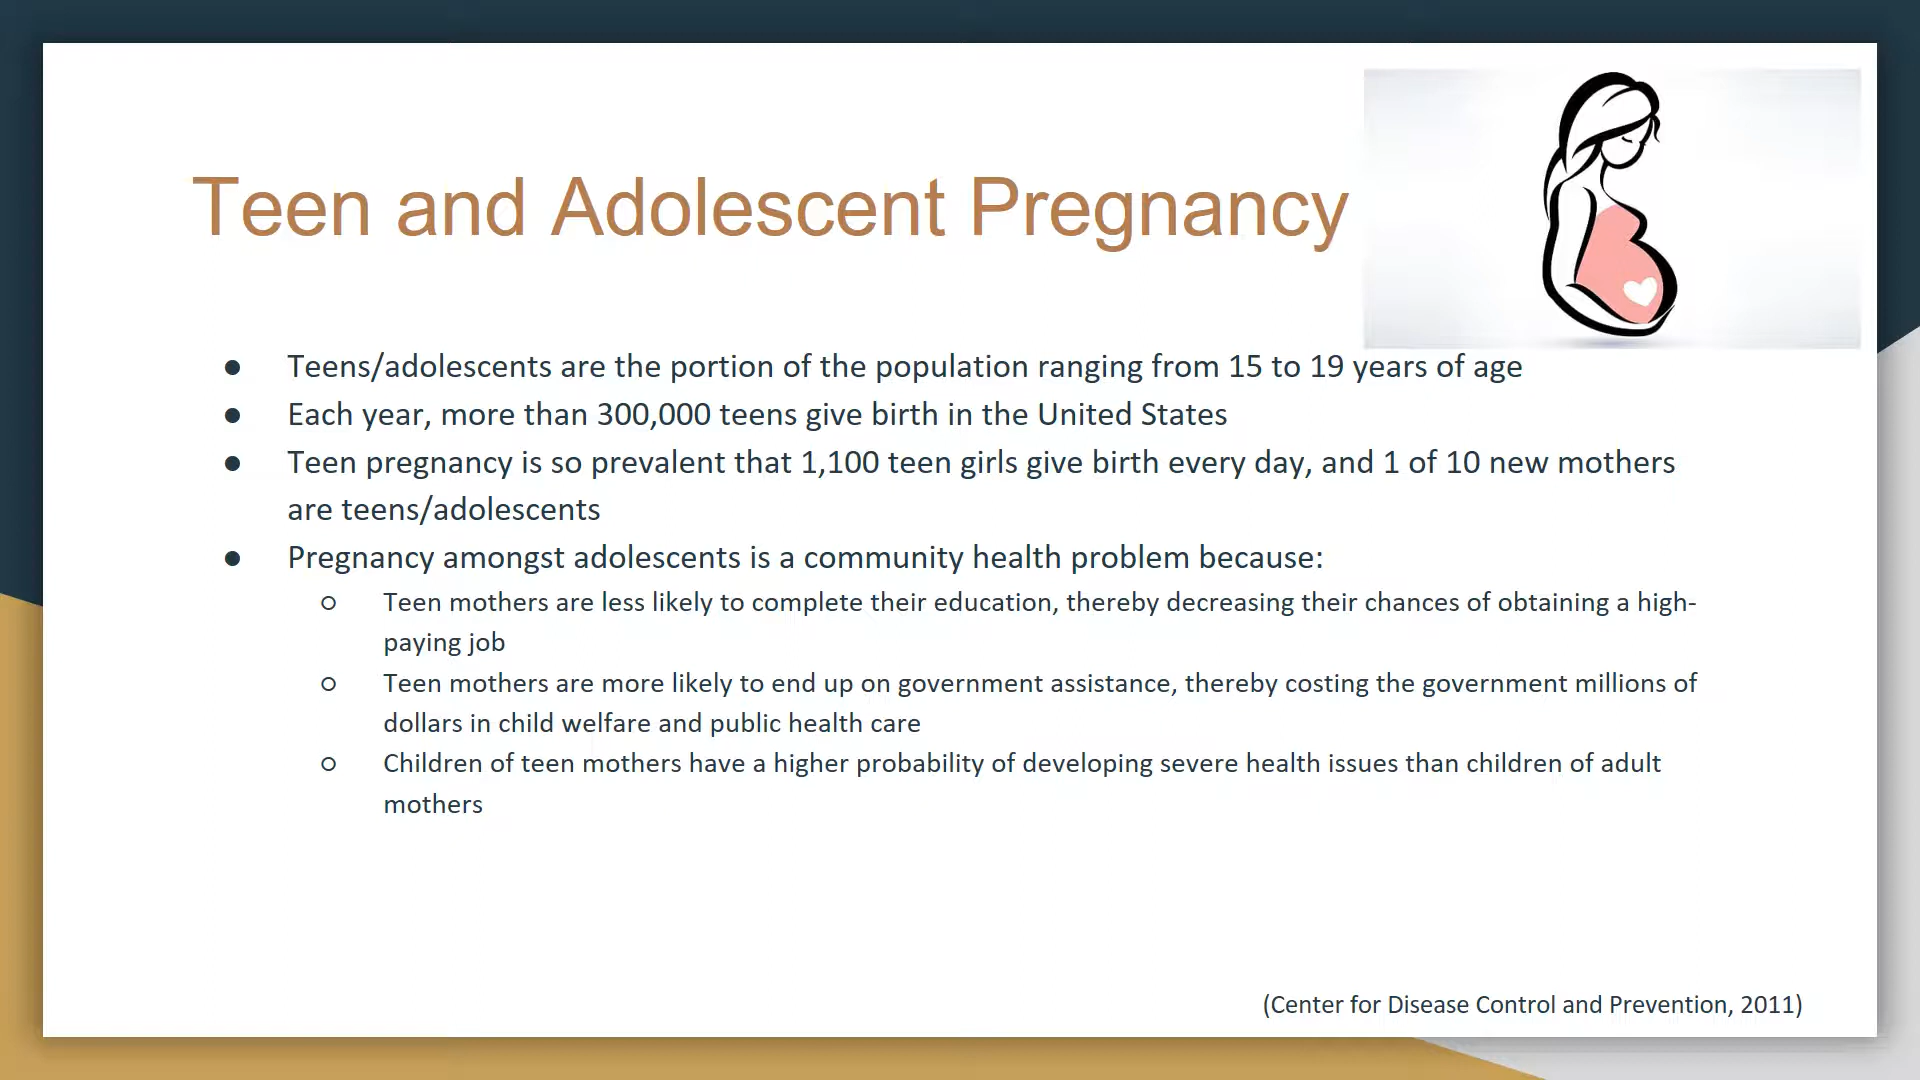 Teen and Adolescent Pregnancy
● Teens/adolescents are the portion of the population ranging from 15 to 19 years of age
● Each year, more than 300,000 teens give birth in the United States
● Teen pregnancy is so prevalent that 1,100 teen girls give birth every day, and 1 of 10 new mothers
are teens/adolescents
● Pregnancy amongst adolescents is a community health problem because:
○ Teen mothers are less likely to complete their education, thereby decreasing their chances of obtaining a high-
paying job
○ Teen mothers are more likely to end up on government assistance, thereby costing the government millions of
dollars in child welfare and public health care
○ Children of teen mothers have a higher probability of developing severe health issues than children of adult
mothers
(Center for Disease Control and Prevention, 2011)